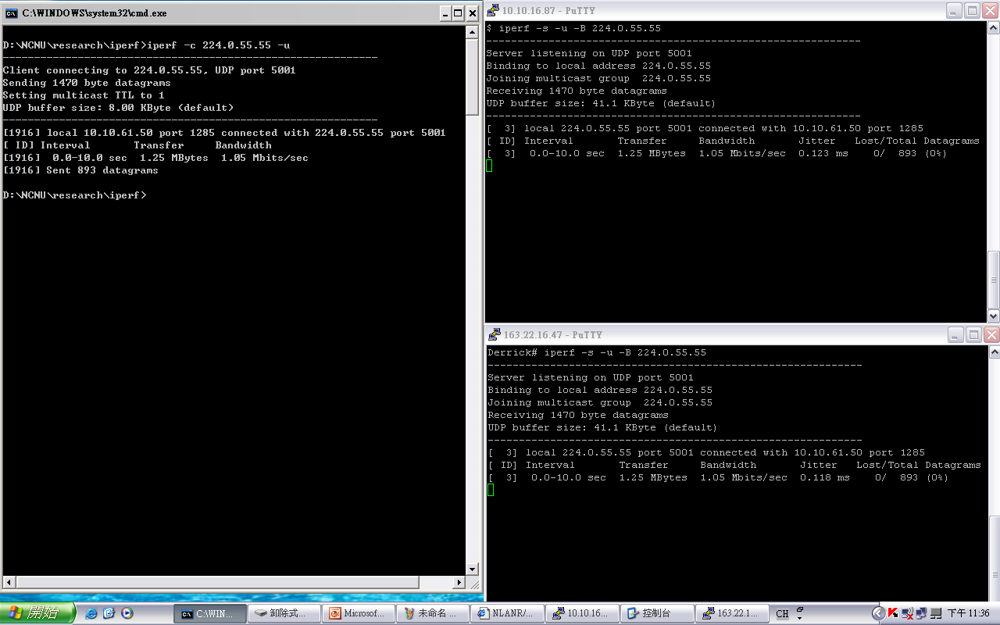 C:\WINDOWS\system32\cmd.exe
D:\NCNU\research\iperf>iperf -c 224.0.55.55 -u
------------------------------------------------------------
Client connecting to 224.0.55.55, UDP port 5001
Sending 1470 byte datagrams
Setting multicast TTL to 1
UDP buffer size: 8.00 KByte (default)
------------------------------------------------------------
[1916] local 10.10.61.50 port 1285 connected with 224.0.55.55 port 5001
[ ID] Interval       Transfer     Bandwidth
[1916]  0.0-10.0 sec  1.25 MBytes  1.05 Mbits/sec
[1916] Sent 893 datagrams
D:\NCNU\research\iperf>
10.10.16.87 - PuTTY
$ iperf -s -u -B 224.0.55.55
------------------------------------------------------------
Server listening on UDP port 5001
Binding to local address 224.0.55.55
Joining multicast group  224.0.55.55
Receiving 1470 byte datagrams
UDP buffer size: 41.1 KByte (default)
------------------------------------------------------------
[  3] local 224.0.55.55 port 5001 connected with 10.10.61.50 port 1285
[ ID] Interval       Transfer     Bandwidth       Jitter   Lost/Total Datagrams
[  3]  0.0-10.0 sec  1.25 MBytes  1.05 Mbits/sec  0.123 ms    0/  893 (0%)
163.22.16.47 - PuTTY
Derrick# iperf -s -u -B 224.0.55.55
------------------------------------------------------------
Server listening on UDP port 5001
Binding to local address 224.0.55.55
Joining multicast group  224.0.55.55
Receiving 1470 byte datagrams
UDP buffer size: 41.1 KByte (default)
------------------------------------------------------------
[  3] local 224.0.55.55 port 5001 connected with 10.10.61.50 port 1285
[ ID] Interval       Transfer     Bandwidth       Jitter   Lost/Total Datagrams
[  3]  0.0-10.0 sec  1.25 MBytes  1.05 Mbits/sec  0.118 ms    0/  893 (0%)
開始 C:\WIN... 卸除式... Microsof... 未命名 ... NLANR/... 10.10.16... 控制台 163.22.1... CH 下午 11:36